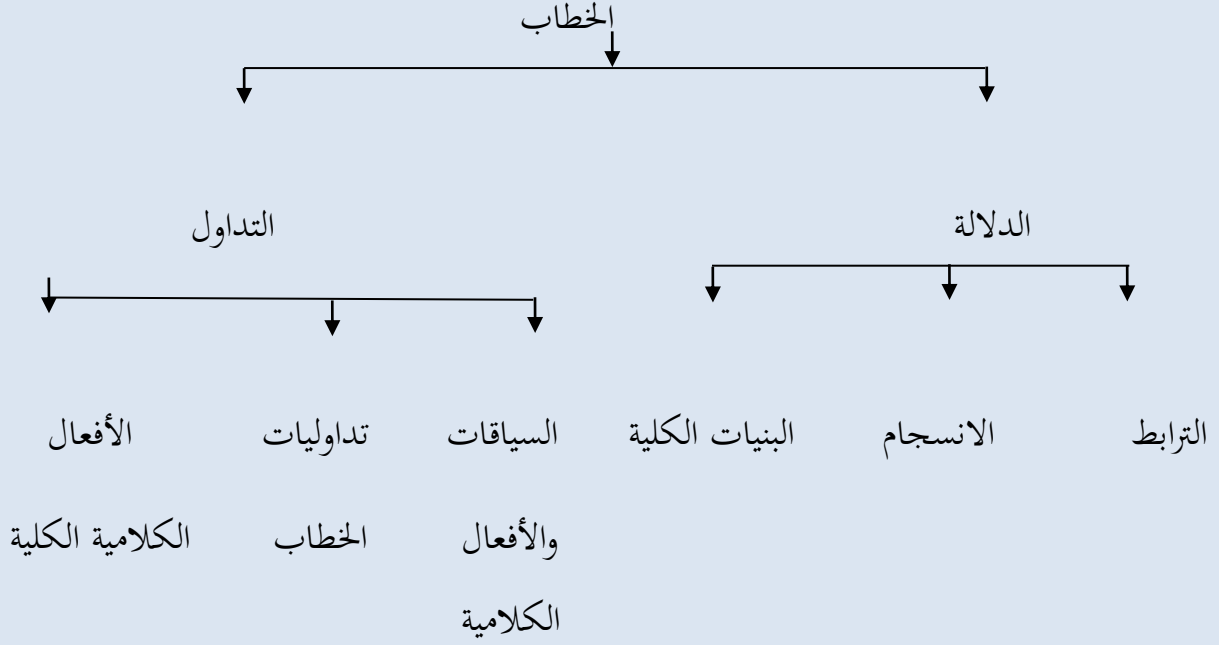 الخطاب
الدلالة
التداول
الترابط
الانسجام
البنيات الكلية
السياقات
والأفعال
الكلامية
تداوليات
الخطاب
الأفعال
الكلامية الكلية